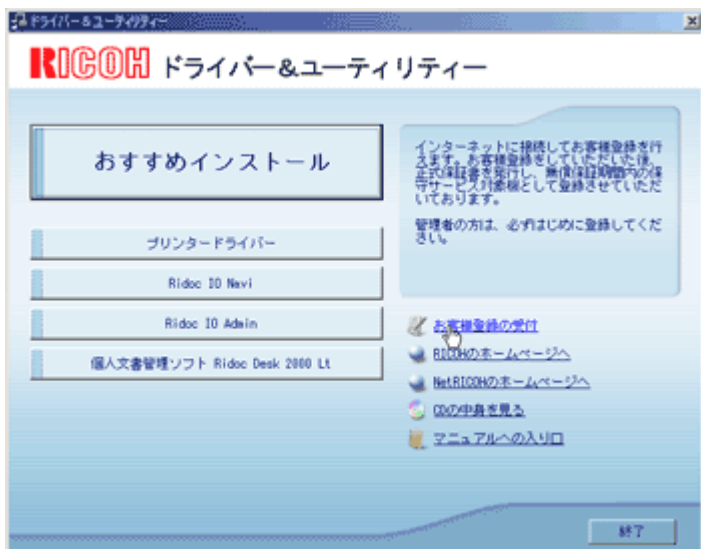 ドライバー&ユーティリティー
RICOH ドライバー&ユーティリティー
おすすめインストール
プリンタードライバー
Ridoc IO Navi
Ridoc IO Admin
個人文書管理ソフト Ridoc Desk 2000 Lt
インターネットに接続してお客様登録を行
えます。お客様登録をしていただいた後、
正式保証書を発行し、無償保証期間内の保
守サービス対象機として登録させていただ
いております。
管理者の方は、必ずはじめに登録してくだ
さい。
お客様登録の受付
RICOHのホームページへ
NetRICOHのホームページへ
CDの中身を見る
マニュアルへの入り口
終了